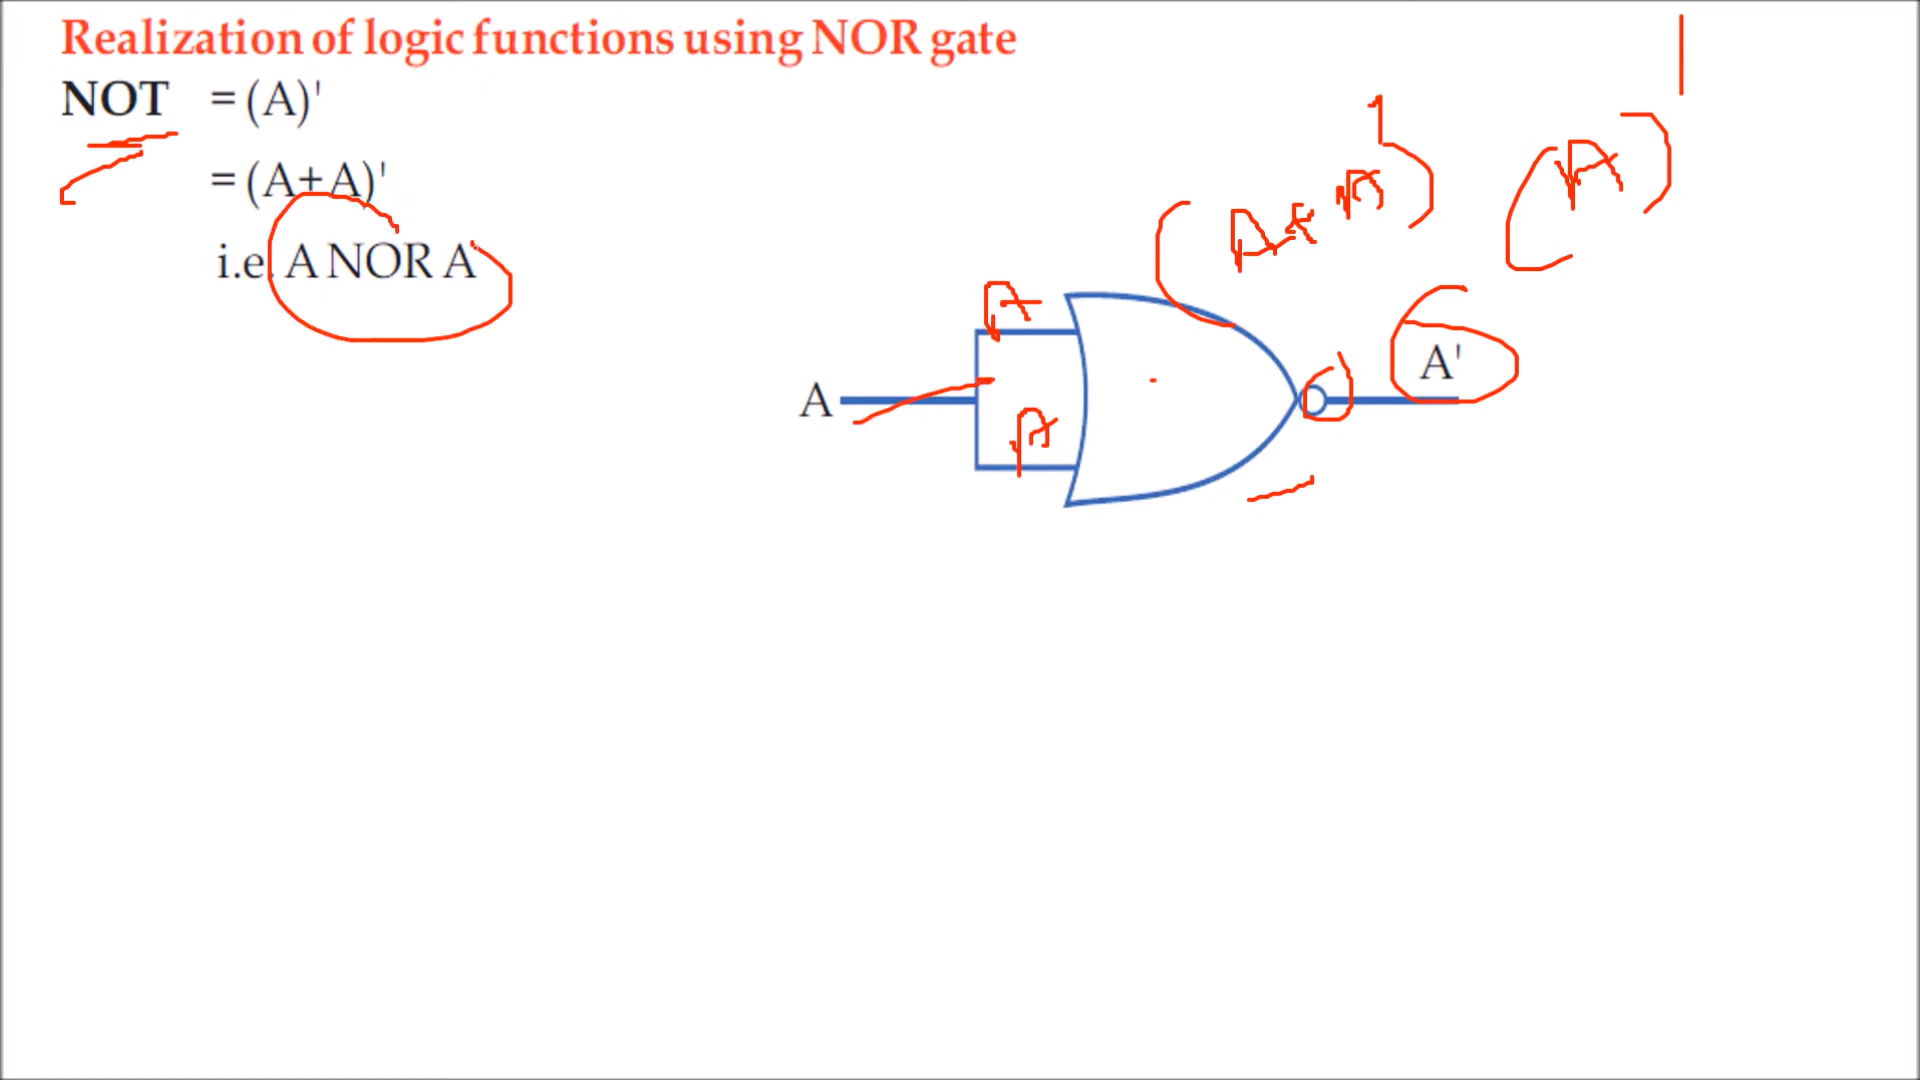 Realization of logic functions using NOR gate
NOT = (A)'
= (A+A)'
i.e. A NOR A
(A+A)'
(A)'
A
A
A
A'